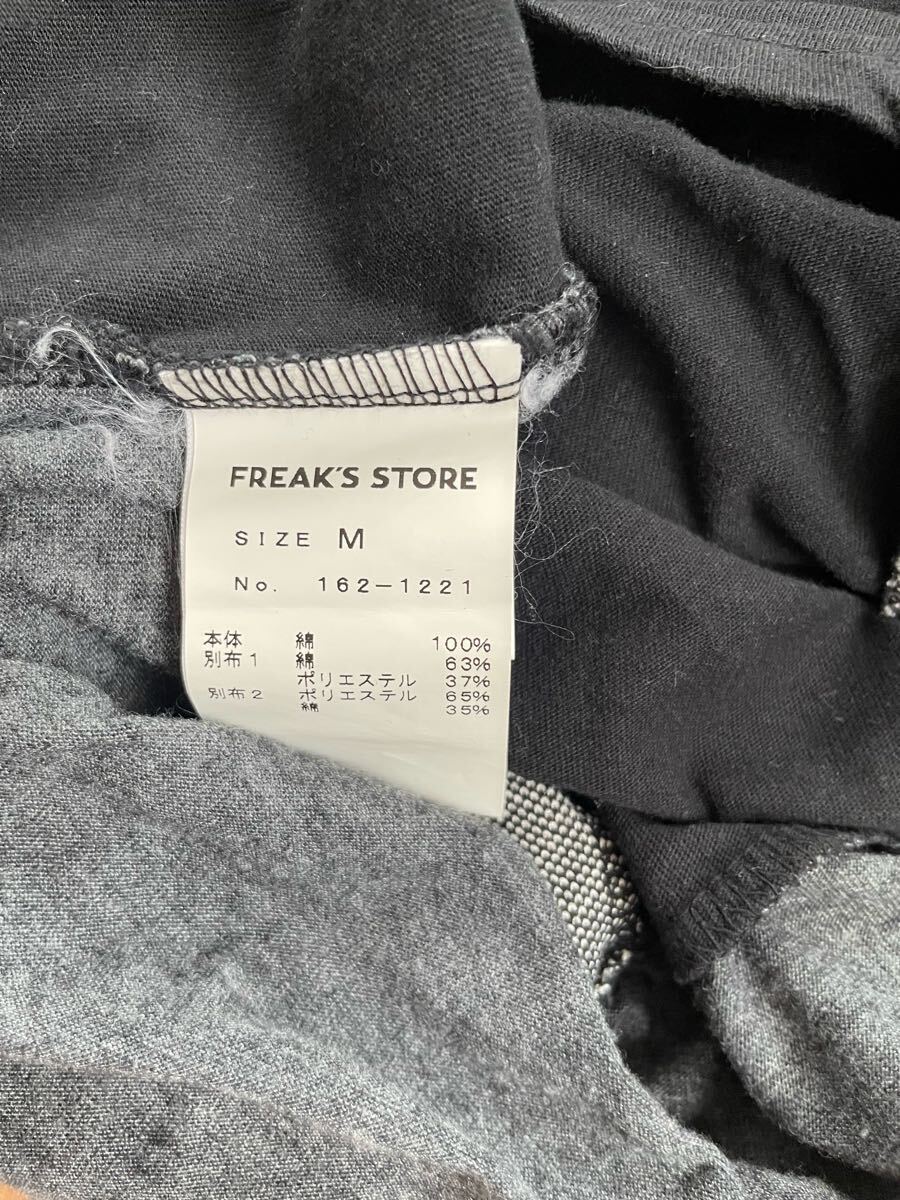 FREAK'S STORE
SIZE M
No. 162-1221
本体 綿 100%
別布1 綿 63%
ポリエステル 37%
別布2 ポリエステル 65%
綿 35%